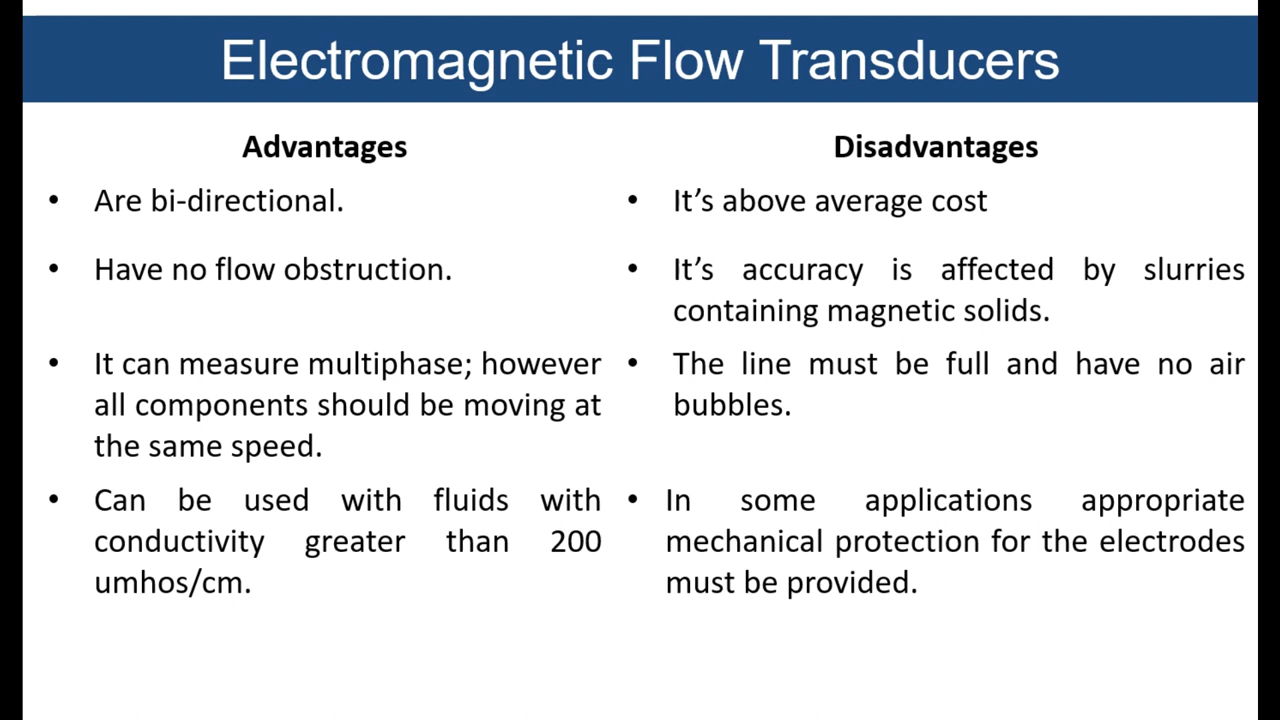 Electromagnetic Flow Transducers
Advantages
• Are bi-directional.
• Have no flow obstruction.
• It can measure multiphase; however
all components should be moving at
the same speed.
• Can be used with fluids with
conductivity greater than 200
umhos/cm.
Disadvantages
• It’s above average cost
• It’s accuracy is affected by slurries
containing magnetic solids.
• The line must be full and have no air
bubbles.
• In some applications appropriate
mechanical protection for the electrodes
must be provided.